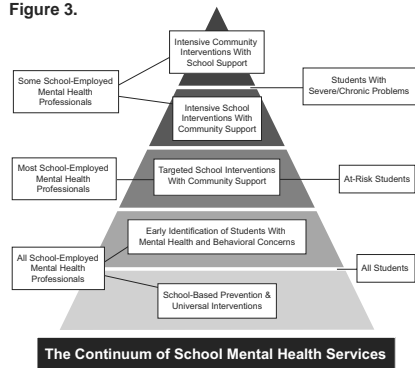 Figure 3.
Intensive Community
Interventions With
School Support
Some School-Employed
Mental Health
Professionals
Students With
Severe/Chronic Problems
Intensive School
Interventions With
Community Support
Most School-Employed
Mental Health
Professionals
Targeted School Interventions
With Community Support
At-Risk Students
Early Identification of Students With
Mental Health and Behavioral Concerns
All School-Employed
Mental Health
Professionals
All Students
School-Based Prevention &
Universal Interventions
The Continuum of School Mental Health Services